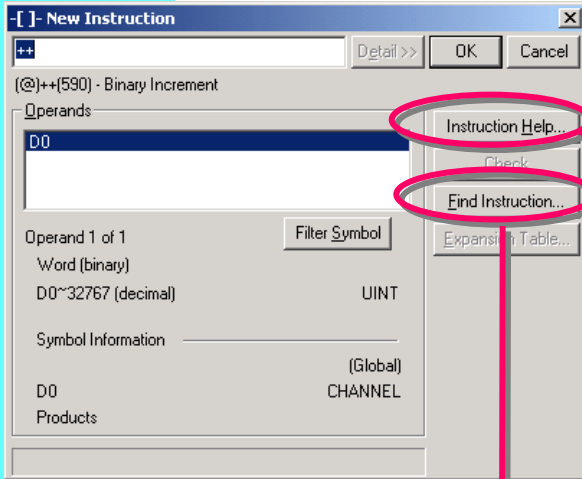 -[ ]- New Instruction
++
Detail >>
OK
Cancel
(@)++(590) - Binary Increment
Operands
D0
Instruction Help...
Check
Find Instruction...
Expansion Table...
Operand 1 of 1
Filter Symbol
Word (binary)
D0~32767 (decimal)
UINT
Symbol Information
(Global)
D0
CHANNEL
Products